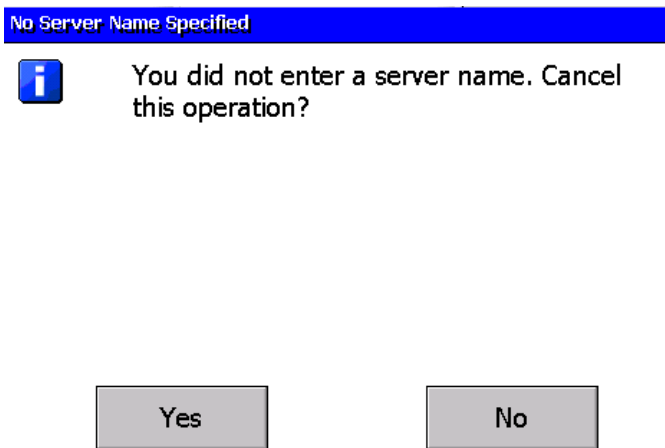 No Server Name Specified
You did not enter a server name. Cancel
this operation?
Yes
No